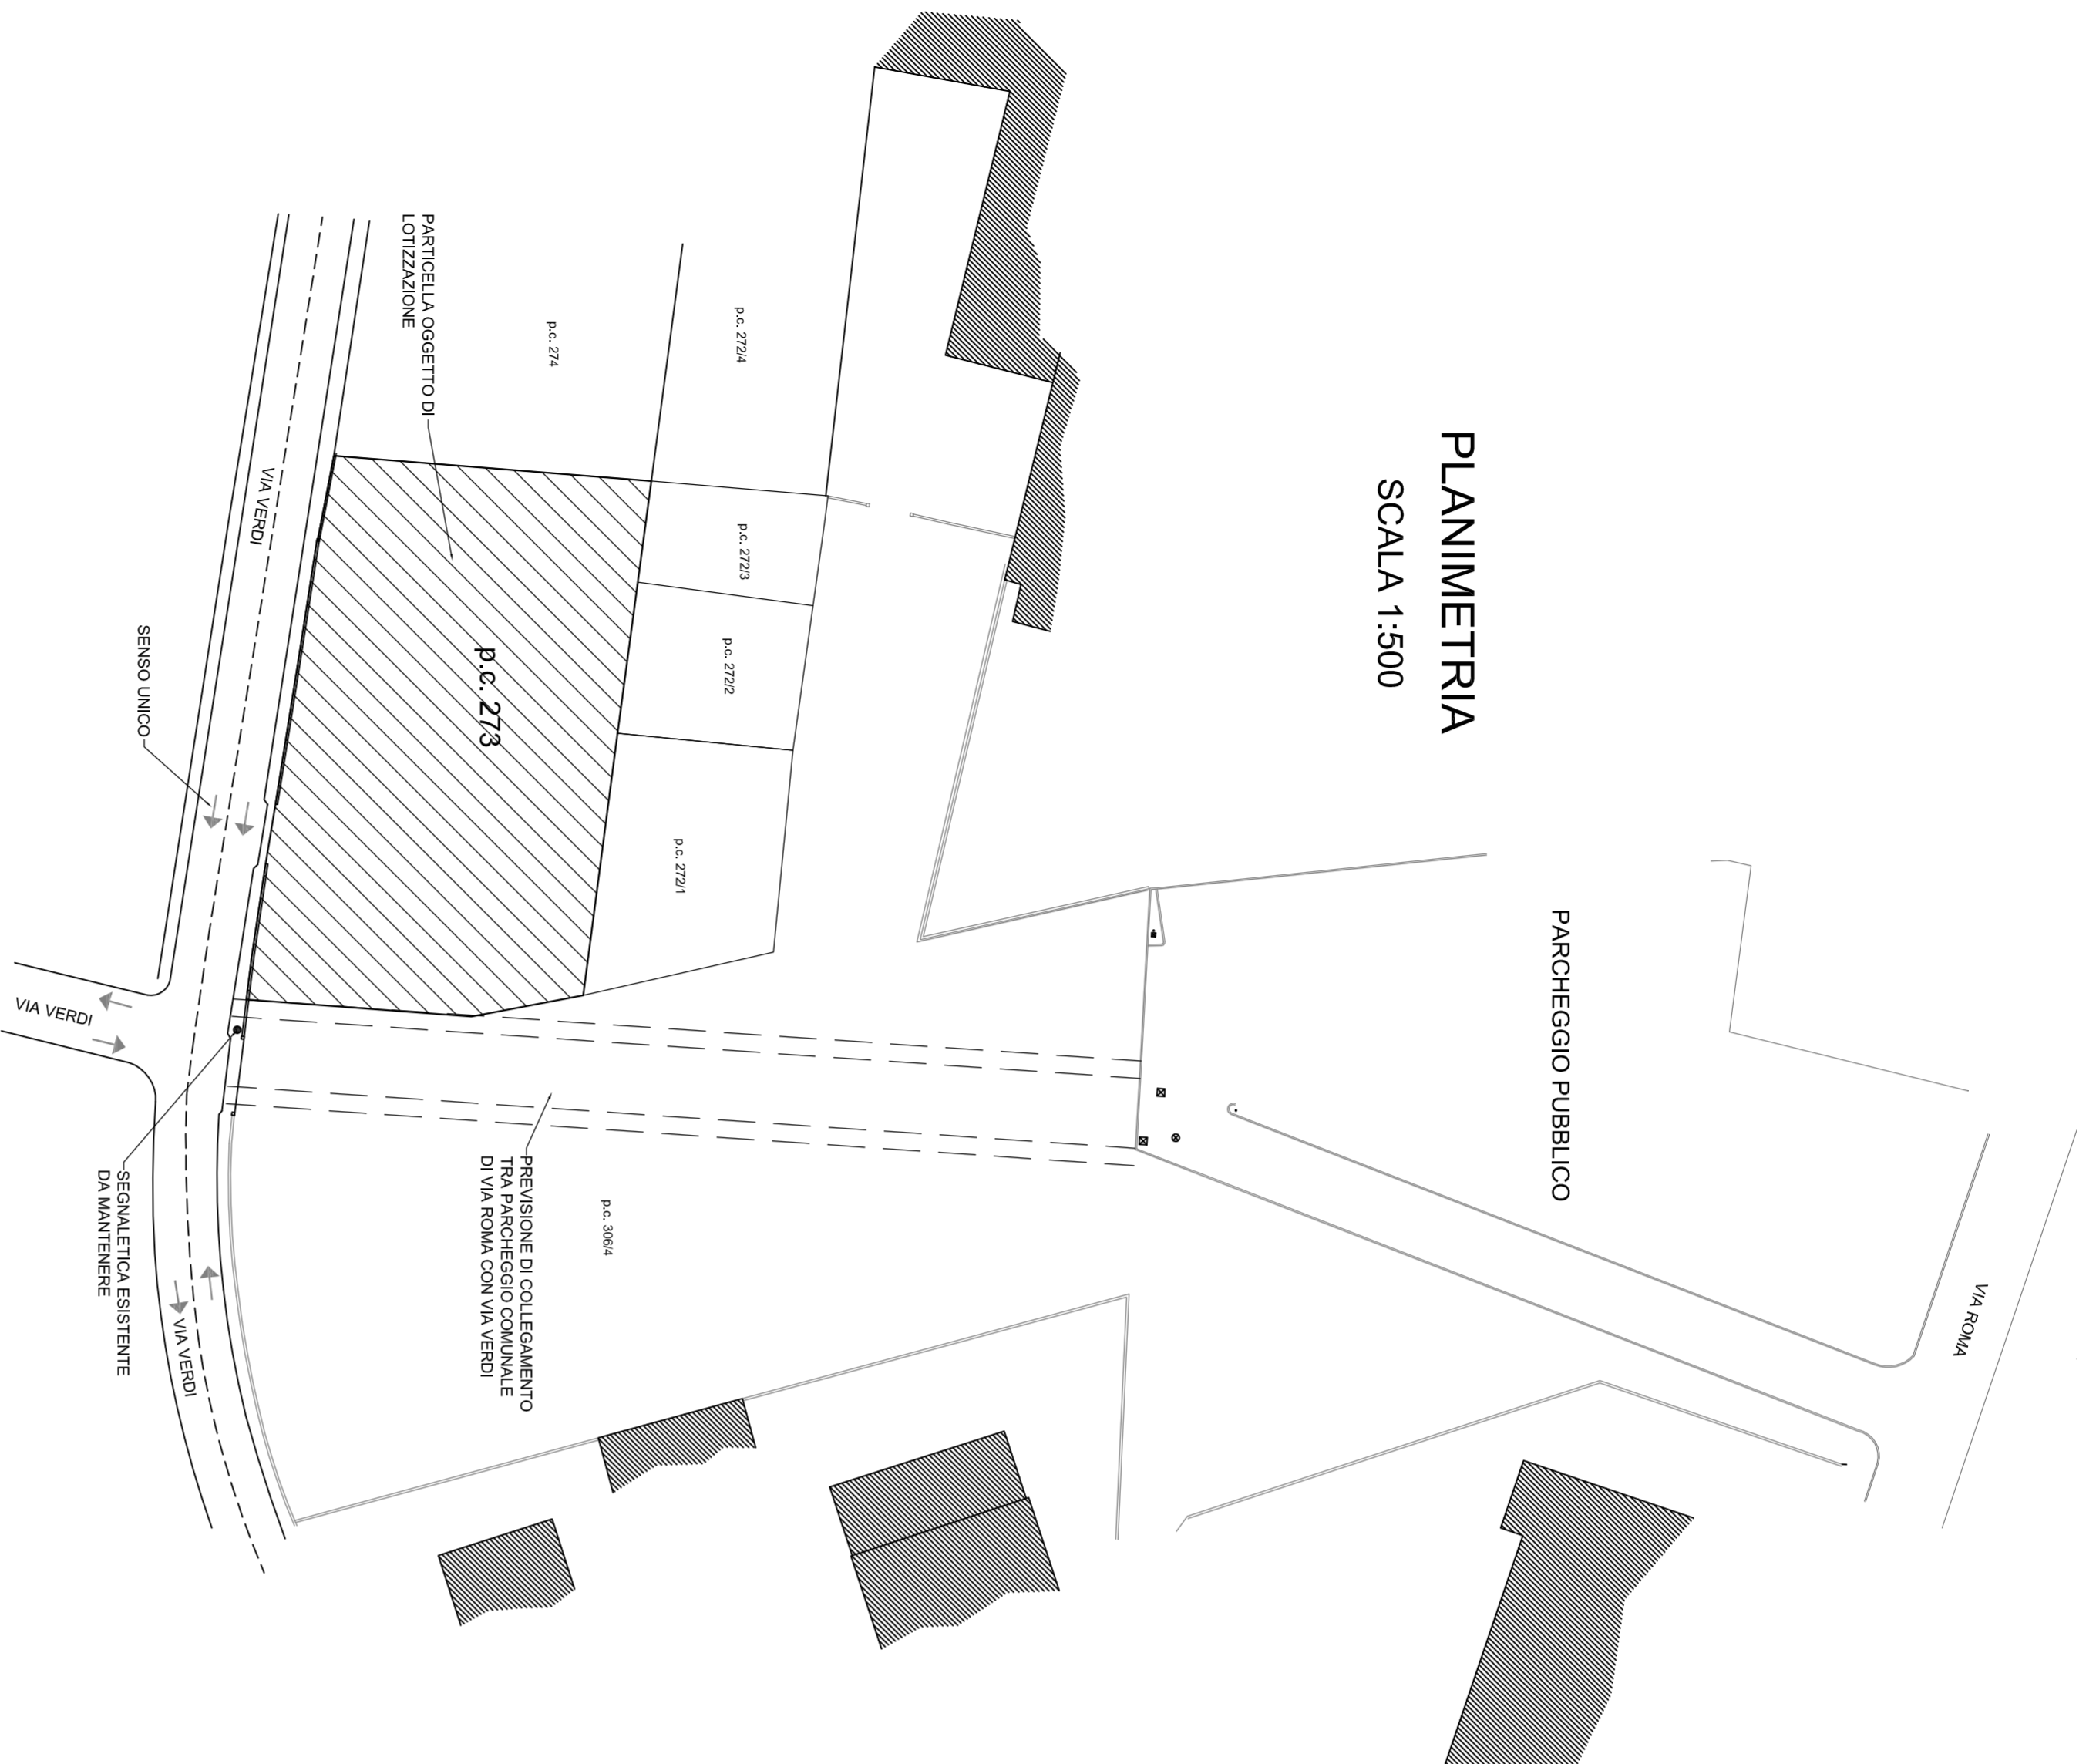 PLANIMETRIA
SCALA 1:500
PARCHEGGIO PUBBLICO
VIA ROMA
p.c. 272/4
p.c. 272/3
p.c. 272/2
p.c. 272/1
p.c. 274
PARTICELLA OGGETTO DI
LOTIZZAZIONE
p.c. 273
p.c. 306/4
PREVISIONE DI COLLEGAMENTO
TRA PARCHEGGIO COMUNALE
DI VIA ROMA CON VIA VERDI
VIA VERDI
SENSO UNICO
VIA VERDI
VIA VERDI
SEGNALETICA ESISTENTE
DA MANTENERE